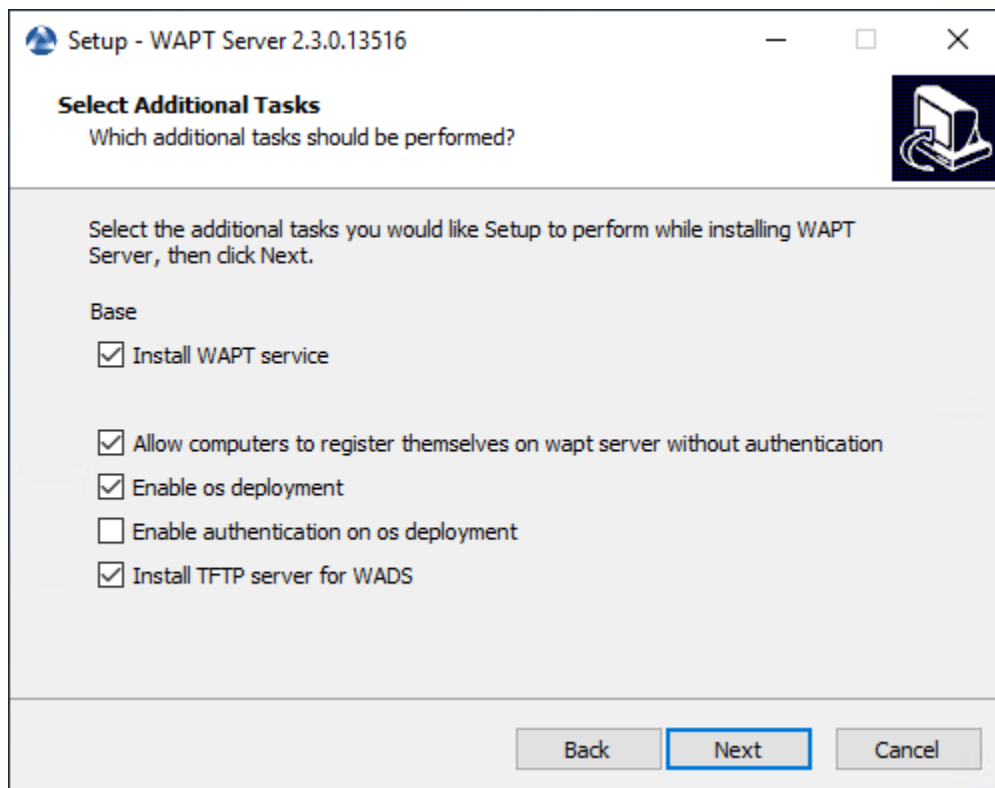 Setup - WAPT Server 2.3.0.13516
Select Additional Tasks
Which additional tasks should be performed?
Select the additional tasks you would like Setup to perform while installing WAPT
Server, then click Next.
Base
Install WAPT service
Allow computers to register themselves on wapt server without authentication
Enable os deployment
Enable authentication on os deployment
Install TFTP server for WADS
Back
Next
Cancel